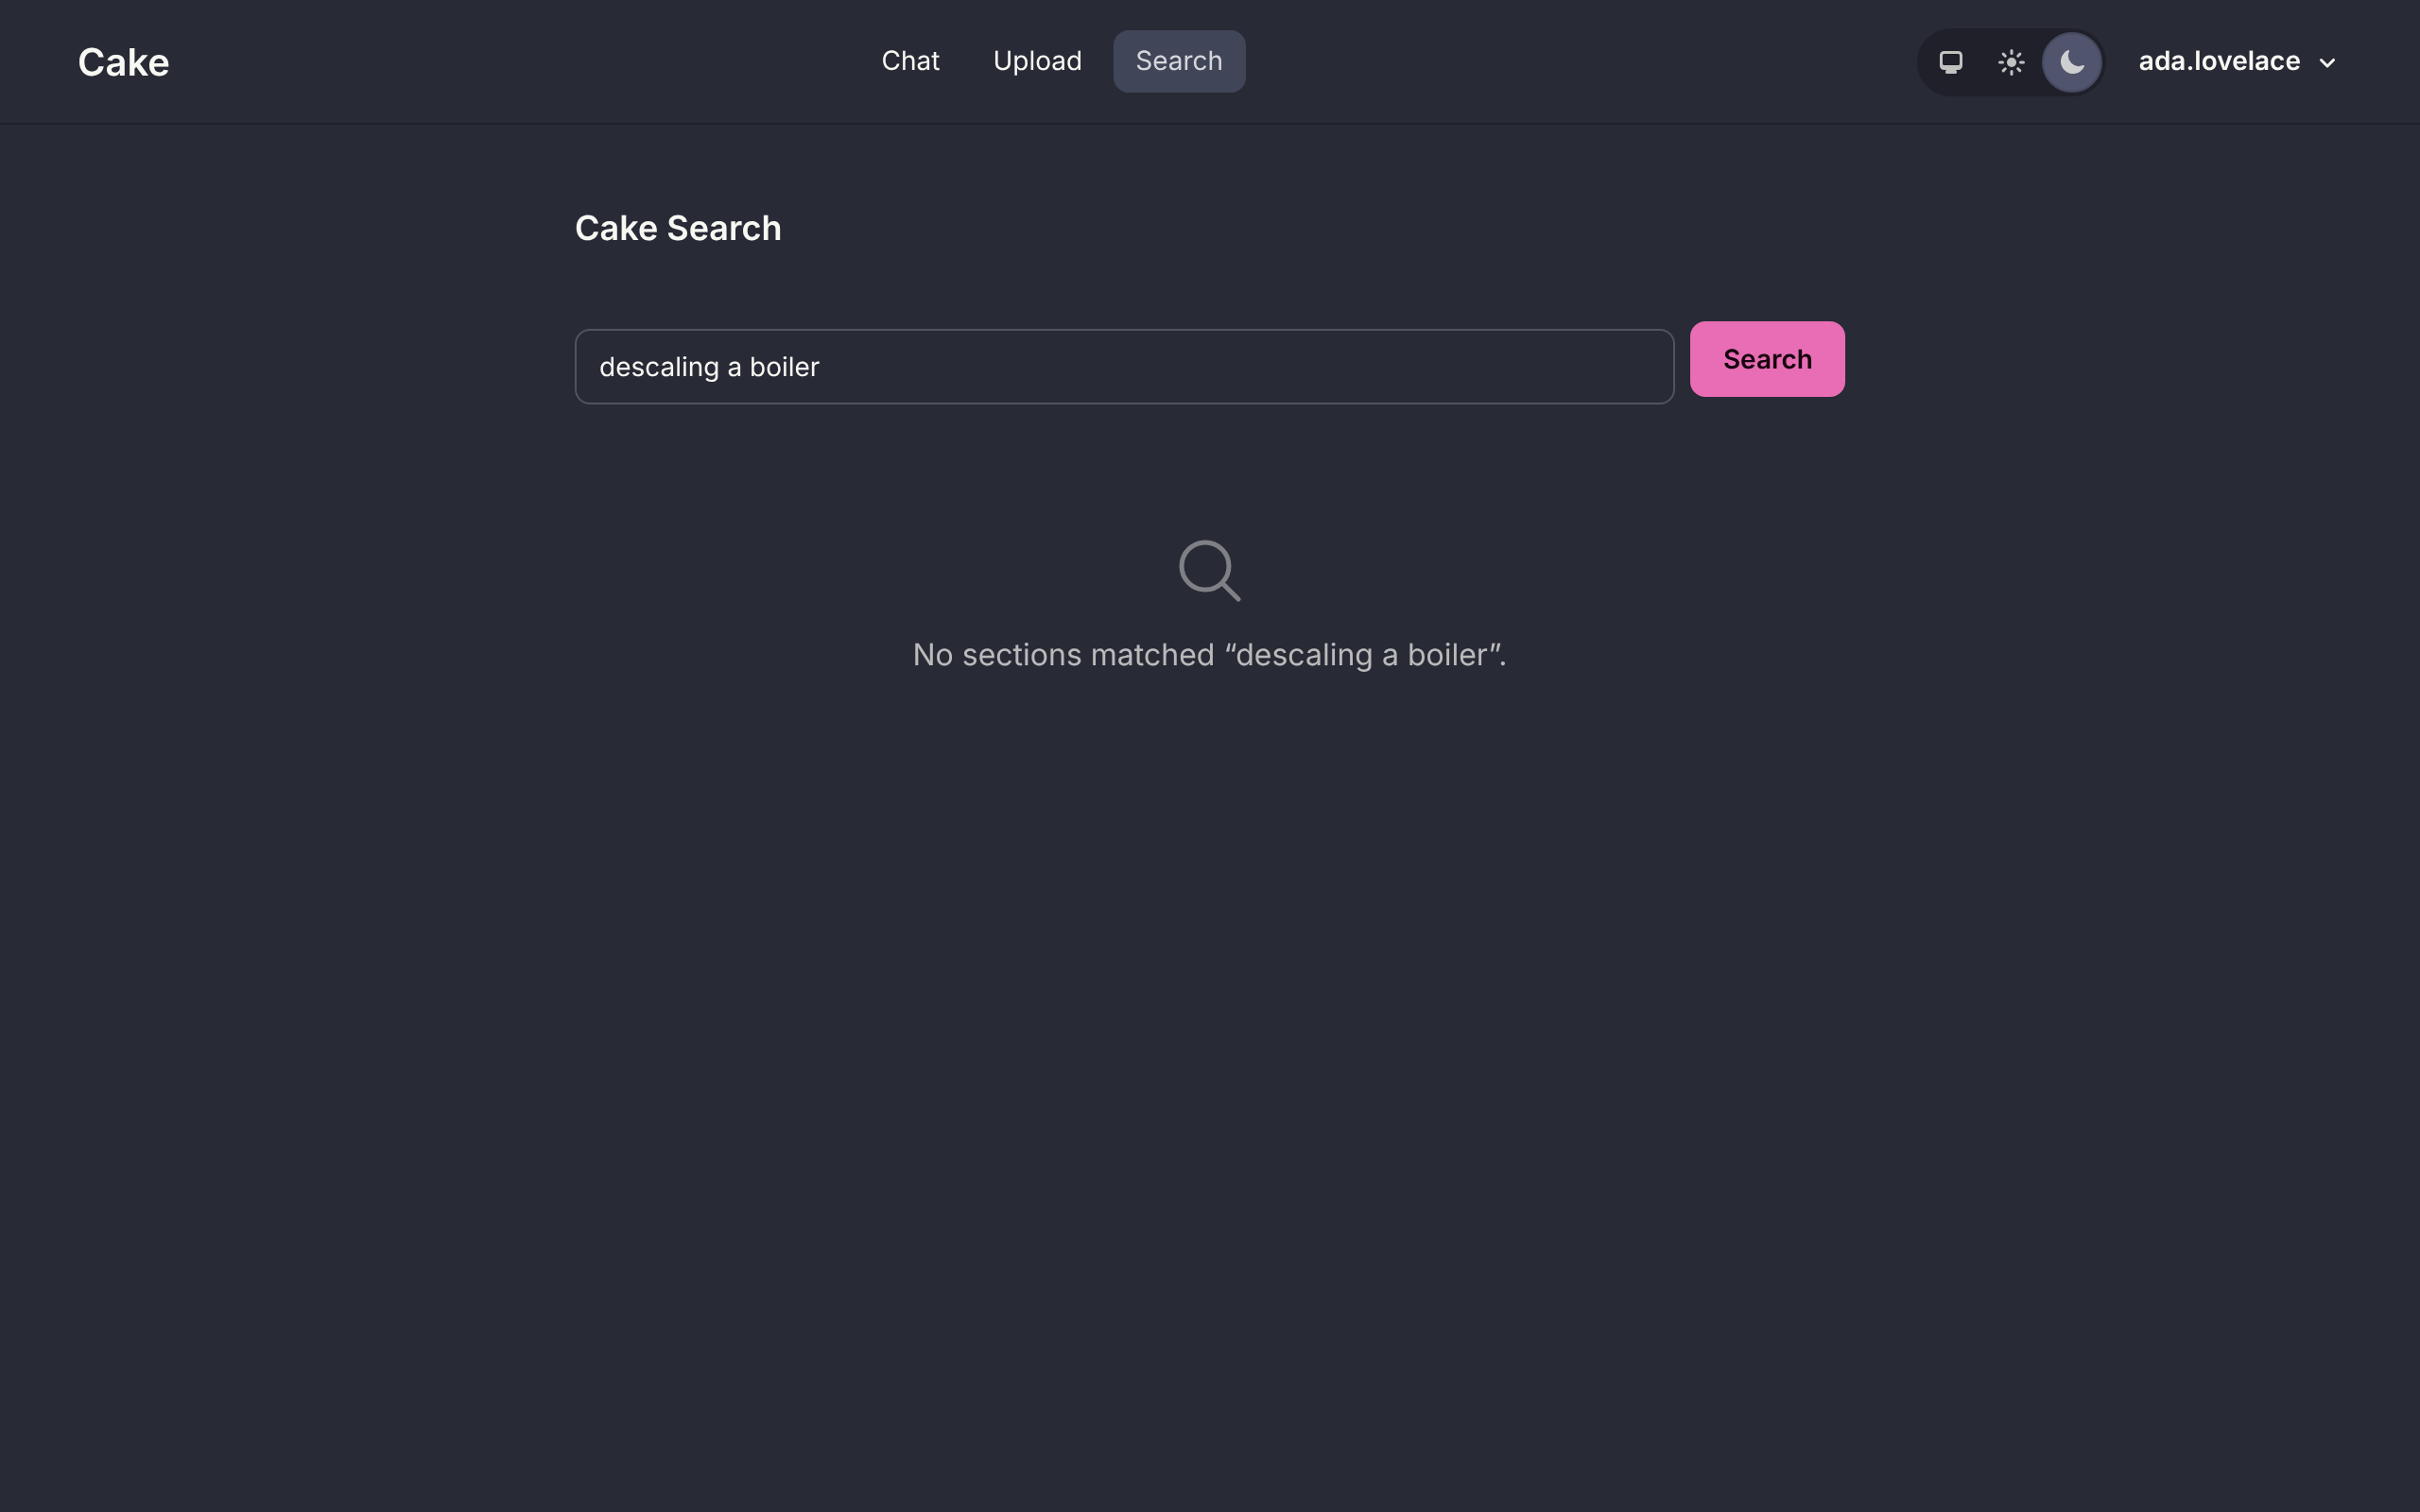 Cake
Chat Upload Search
ada.lovelace
Cake Search
descaling a boiler
Search
No sections matched “descaling a boiler”.